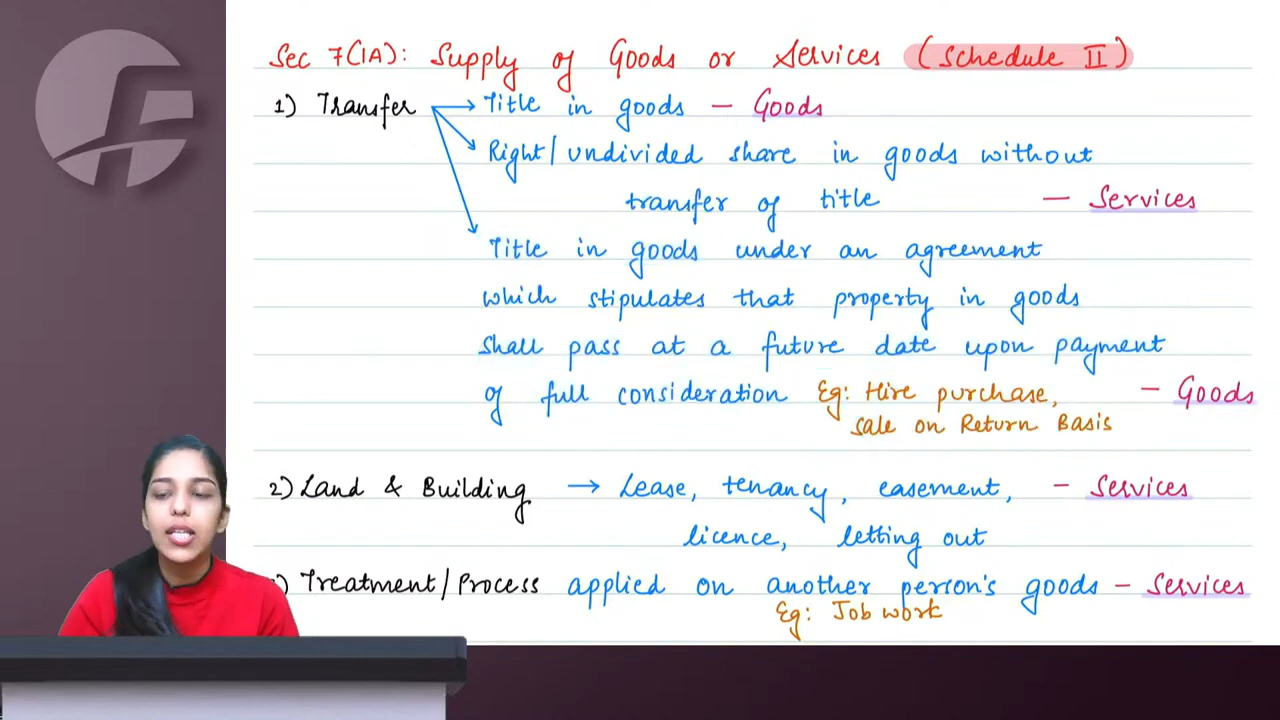 Sec 7(1A): Supply of Goods or Services (Schedule II)
1) Transfer → Title in goods — Goods
Right/undivided share in goods without
transfer of title — Services
Title in goods under an agreement
which stipulates that property in goods
shall pass at a future date upon payment
of full consideration Eg: Hire purchase, — Goods
Sale on Return Basis
2) Land & Building → Lease, tenancy, easement, — Services
licence, letting out
) Treatment/Process applied on another person's goods — Services
Eg: Job work